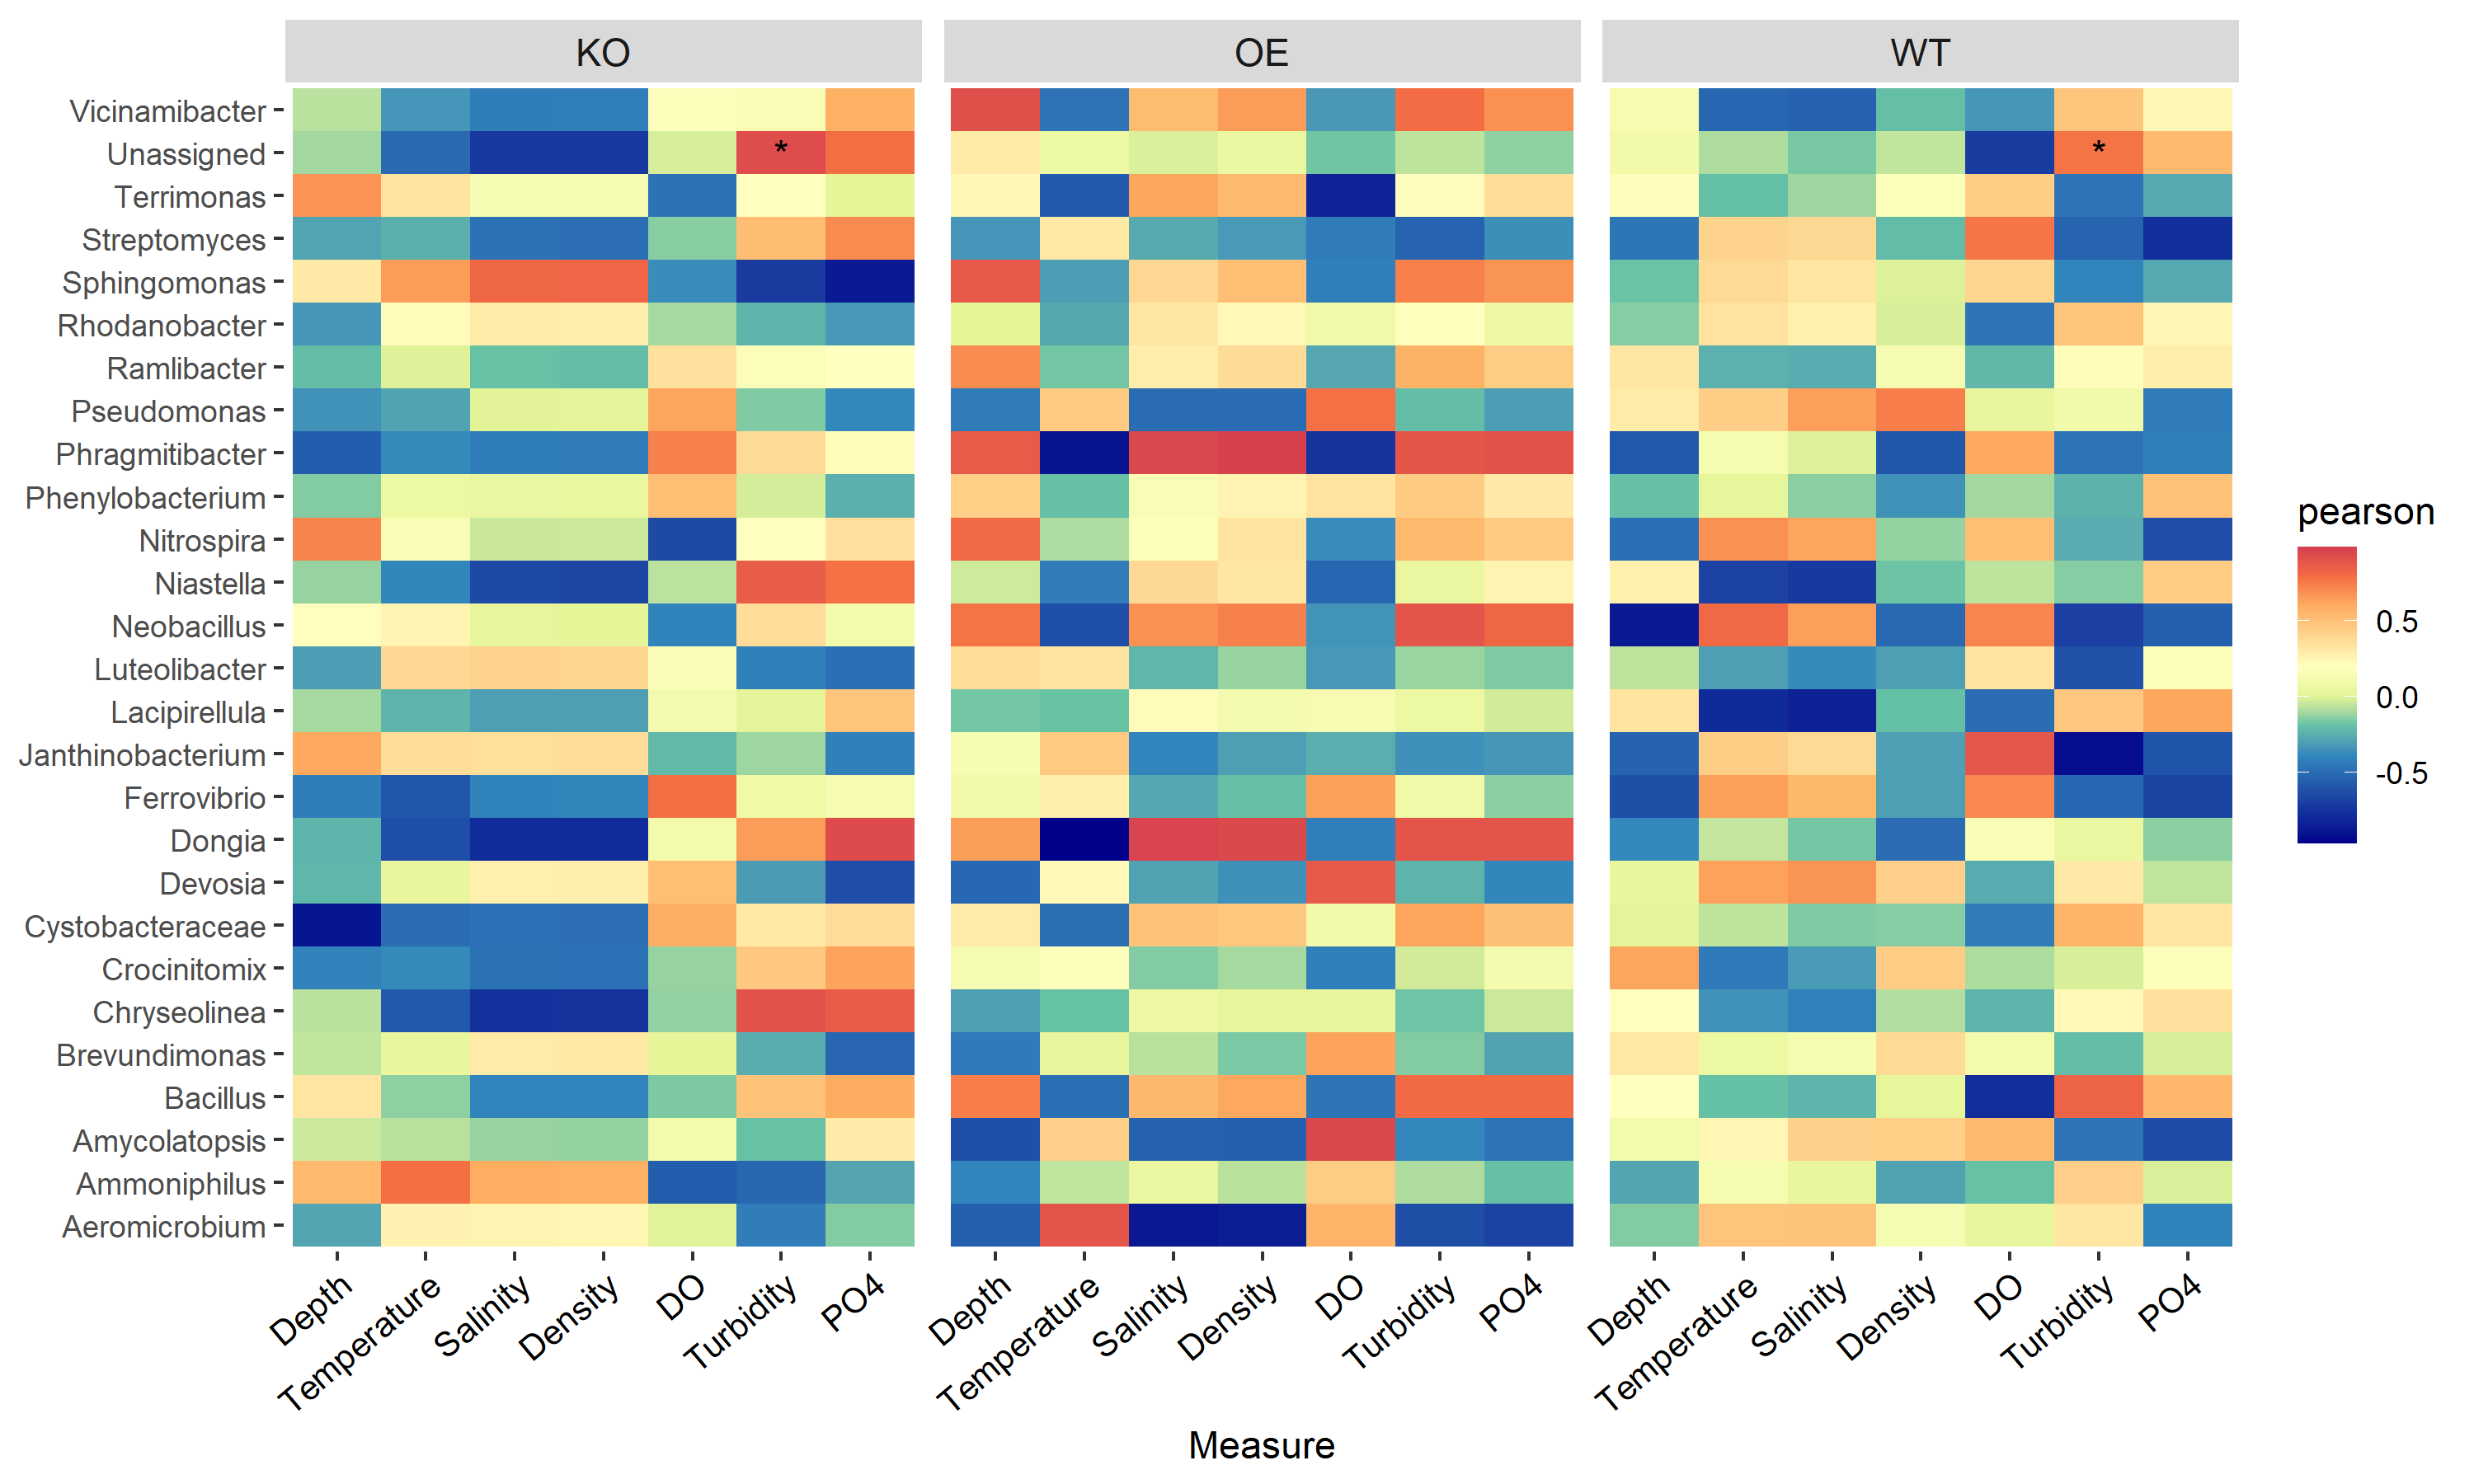 KO OE WT
Vicinamibacter
Unassigned * *
Terrimonas
Streptomyces
Sphingomonas
Rhodanobacter
Ramlibacter
Pseudomonas
Phragmitibacter
Phenylobacterium
Nitrospira
Niastella
Neobacillus
Luteolibacter
Lacipirellula
Janthinobacterium
Ferrovibrio
Dongia
Devosia
Cystobacteraceae
Crocinitomix
Chryseolinea
Brevundimonas
Bacillus
Amycolatopsis
Ammoniphilus
Aeromicrobium
Depth Temperature Salinity Density DO Turbidity PO4 Depth Temperature Salinity Density DO Turbidity PO4 Depth Temperature Salinity Density DO Turbidity PO4
Measure
pearson
0.5
0.0
-0.5